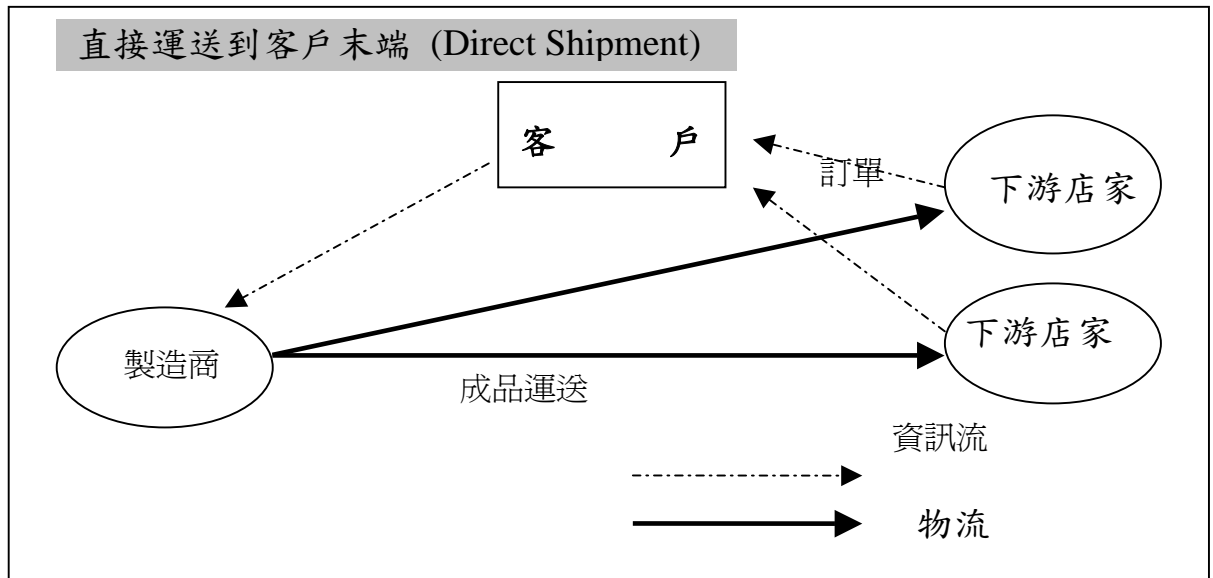 直接運送到客戶末端 (Direct Shipment)
客 戶
訂單
下游店家
下游店家
製造商
成品運送
資訊流
物流